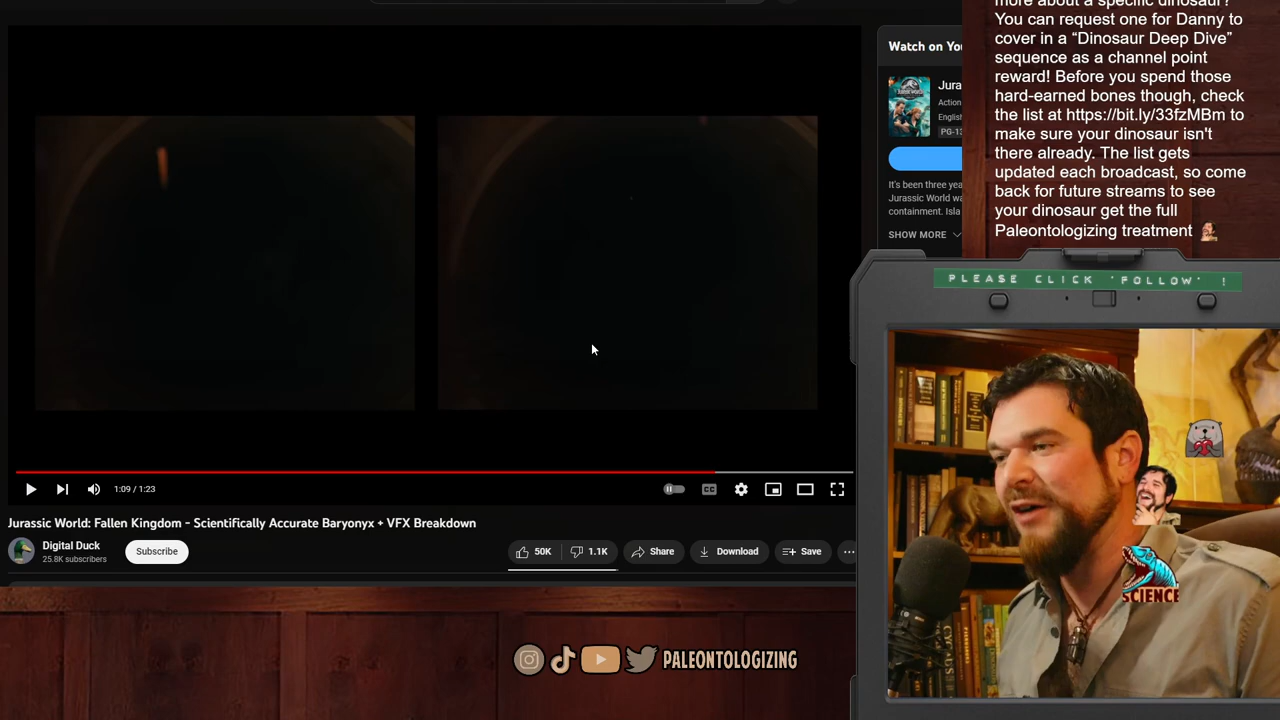 more about a specific dinosaur?
You can request one for Danny to
cover in a “Dinosaur Deep Dive”
sequence as a channel point
reward! Before you spend those
hard-earned bones though, check
the list at https://bit.ly/33fzMBm to
make sure your dinosaur isn't
there already. The list gets
updated each broadcast, so come
back for future streams to see
your dinosaur get the full
Paleontologizing treatment
Watch on You
Jura
Action
English
PG-13
It's been three yea
Jurassic World wa
containment. Isla
SHOW MORE
PLEASE CLICK 'FOLLOW' !
1:09 / 1:23
Jurassic World: Fallen Kingdom - Scientifically Accurate Baryonyx + VFX Breakdown
Digital Duck
25.8K subscribers
Subscribe
50K
1.1K
Share
Download
Save
SCIENCE
PALEONTOLOGIZING